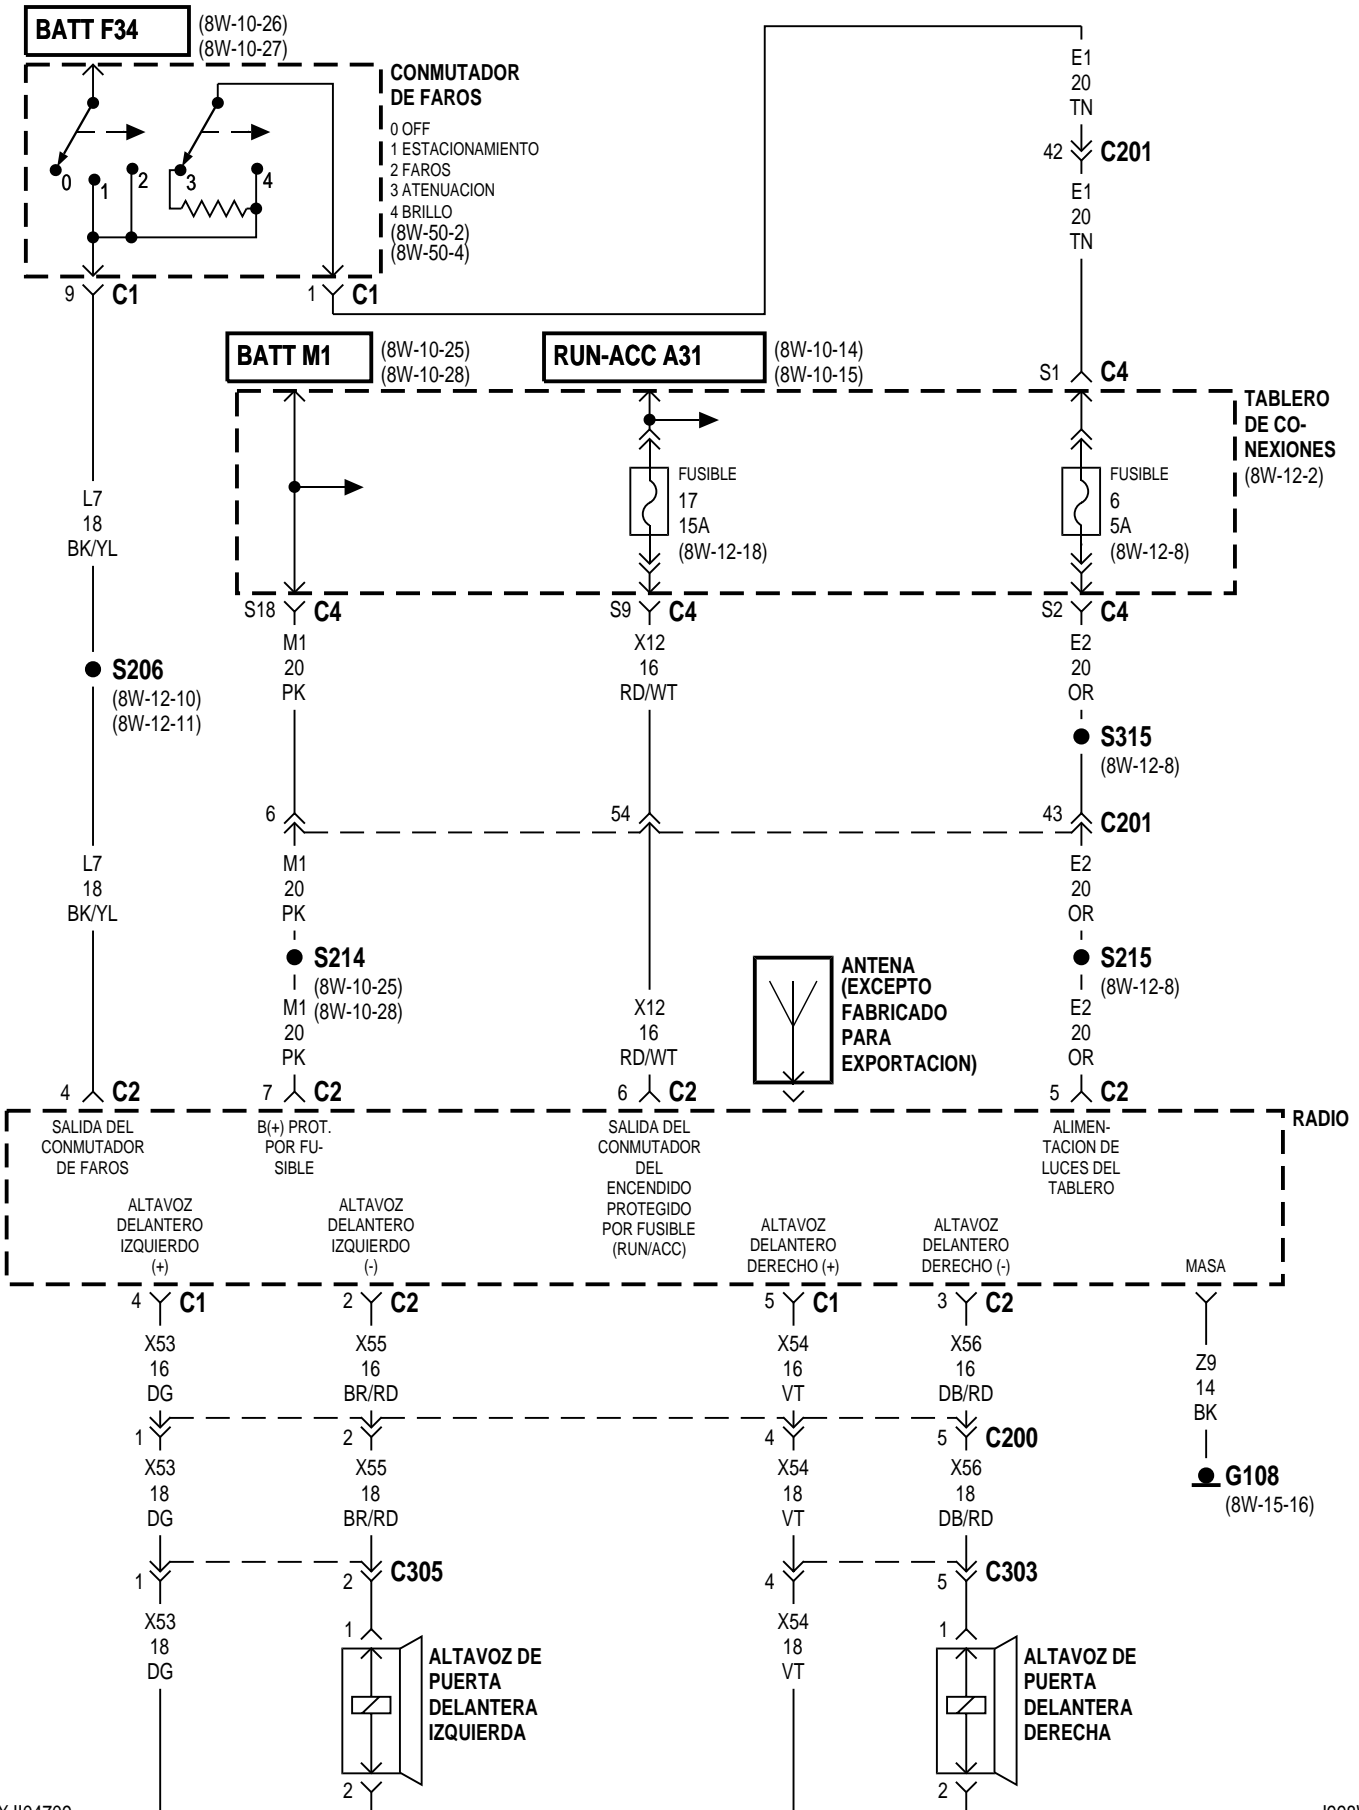 BATT F34
(8W-10-26)
(8W-10-27)
CONMUTADOR
DE FAROS
0 OFF
1 ESTACIONAMIENTO
2 FAROS
3 ATENUACION
4 BRILLO
(8W-50-2)
(8W-50-4)
0
1
2
3
4
9
C1
1
C1
E1
20
TN
42
C201
E1
20
TN
BATT M1
(8W-10-25)
(8W-10-28)
RUN-ACC A31
(8W-10-14)
(8W-10-15)
S1
C4
TABLERO
DE CO-
NEXIONES
(8W-12-2)
FUSIBLE
17
15A
(8W-12-18)
FUSIBLE
6
5A
(8W-12-8)
L7
18
BK/YL
S18
C4
S9
C4
S2
C4
M1
20
PK
X12
16
RD/WT
E2
20
OR
S206
(8W-12-10)
(8W-12-11)
S315
(8W-12-8)
6
54
43
C201
L7
18
BK/YL
M1
20
PK
E2
20
OR
S214
(8W-10-25)
(8W-10-28)
S215
(8W-12-8)
ANTENA
(EXCEPTO
FABRICADO
PARA
EXPORTACION)
M1
20
PK
X12
16
RD/WT
E2
20
OR
4
C2
7
C2
6
C2
5
C2
RADIO
SALIDA DEL
CONMUTADOR
DE FAROS
B(+) PROT.
POR FU-
SIBLE
SALIDA DEL
CONMUTADOR
DEL
ENCENDIDO
PROTEGIDO
POR FUSIBLE
(RUN/ACC)
ALIMEN-
TACION DE
LUCES DEL
TABLERO
ALTAVOZ
DELANTERO
IZQUIERDO
(+)
ALTAVOZ
DELANTERO
IZQUIERDO
(-)
ALTAVOZ
DELANTERO
DERECHO (+)
ALTAVOZ
DELANTERO
DERECHO (-)
MASA
4
C1
2
C2
5
C1
3
C2
X53
16
DG
X55
16
BR/RD
X54
16
VT
X56
16
DB/RD
Z9
14
BK
1
2
4
5
C200
X53
18
DG
X55
18
BR/RD
X54
18
VT
X56
18
DB/RD
G108
(8W-15-16)
1
2
C305
4
5
C303
X53
18
DG
1
X54
18
VT
1
ALTAVOZ DE
PUERTA
DELANTERA
IZQUIERDA
ALTAVOZ DE
PUERTA
DELANTERA
DERECHA
2
2